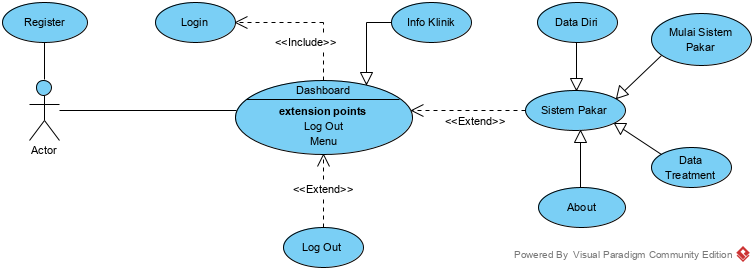 Register
Login
Info Klinik
Data Diri
Mulai Sistem
Pakar
<<Include>>
Dashboard
extension points
Log Out
Menu
<<Extend>>
Sistem Pakar
Actor
Data
Treatment
<<Extend>>
About
Log Out
Powered By Visual Paradigm Community Edition